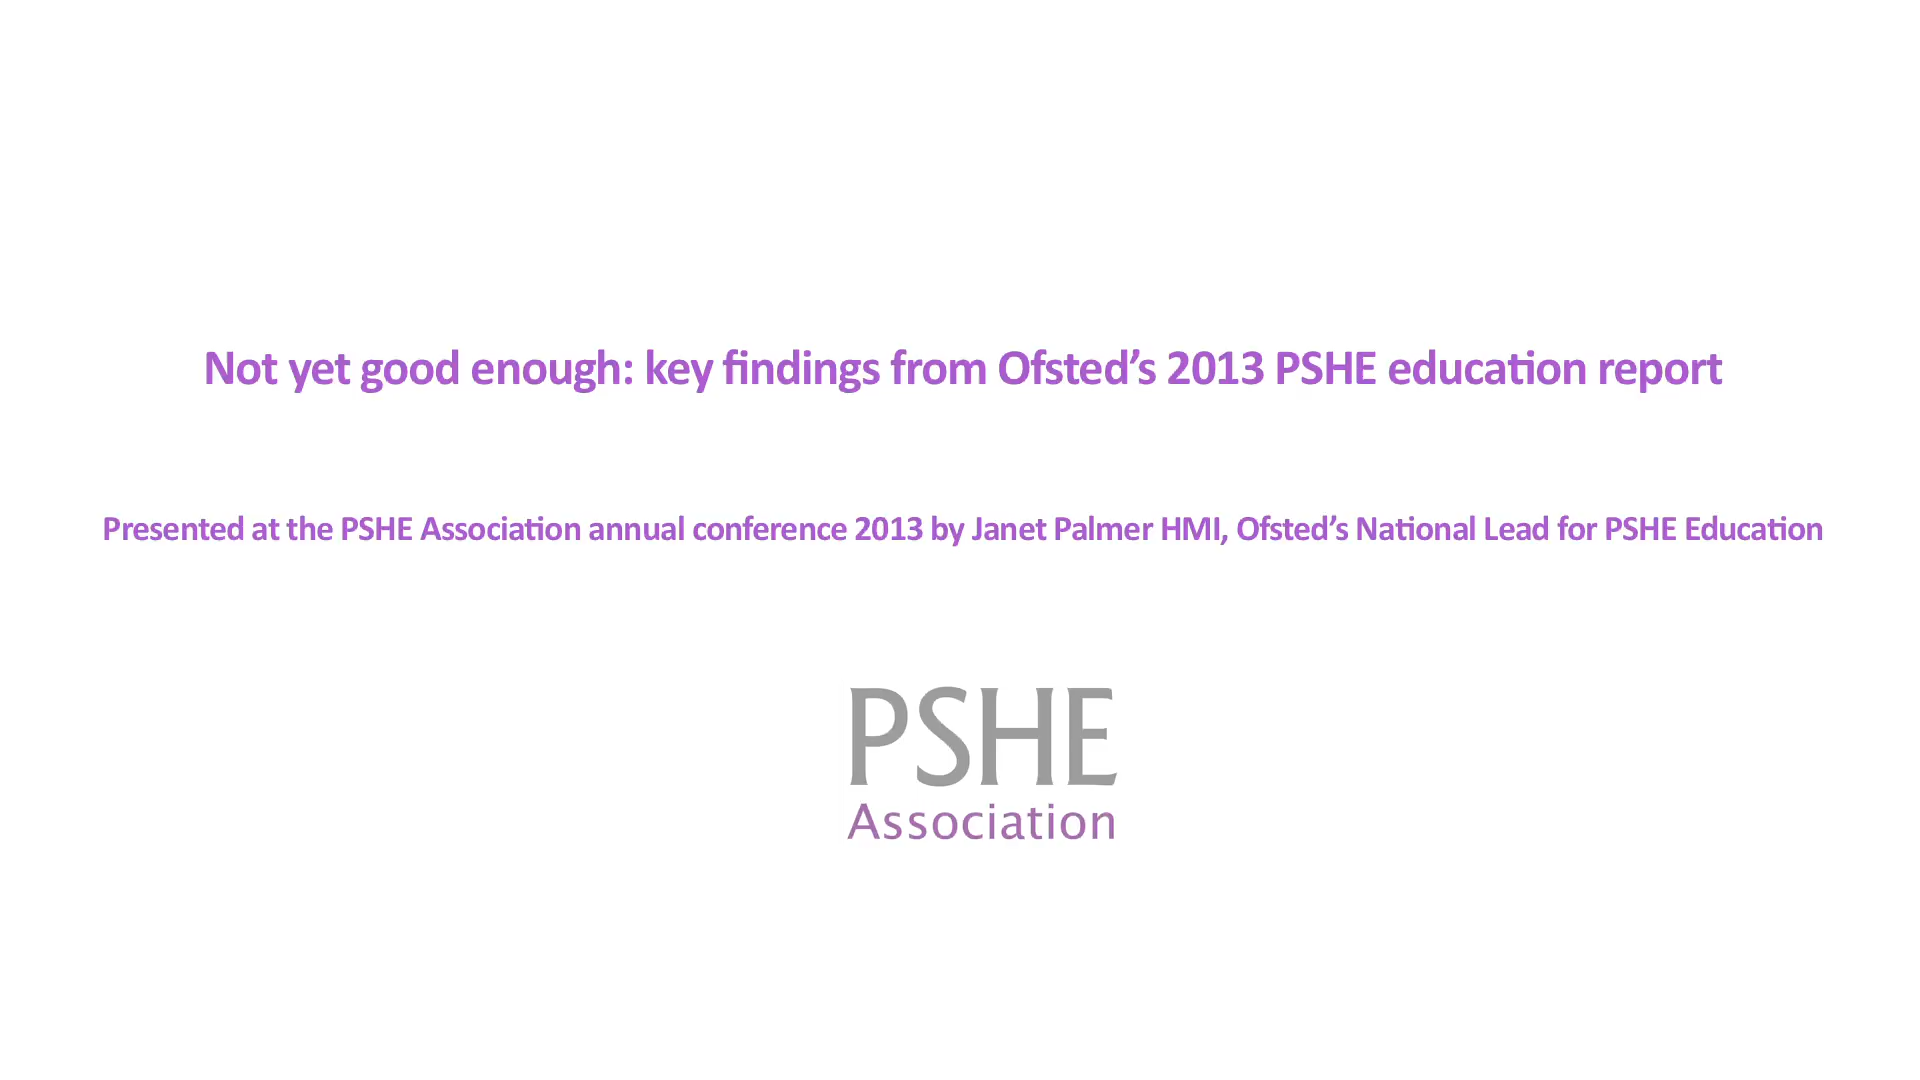 Not yet good enough: key findings from Ofsted’s 2013 PSHE education report
Presented at the PSHE Association annual conference 2013 by Janet Palmer HMI, Ofsted’s National Lead for PSHE Education
PSHE
Association